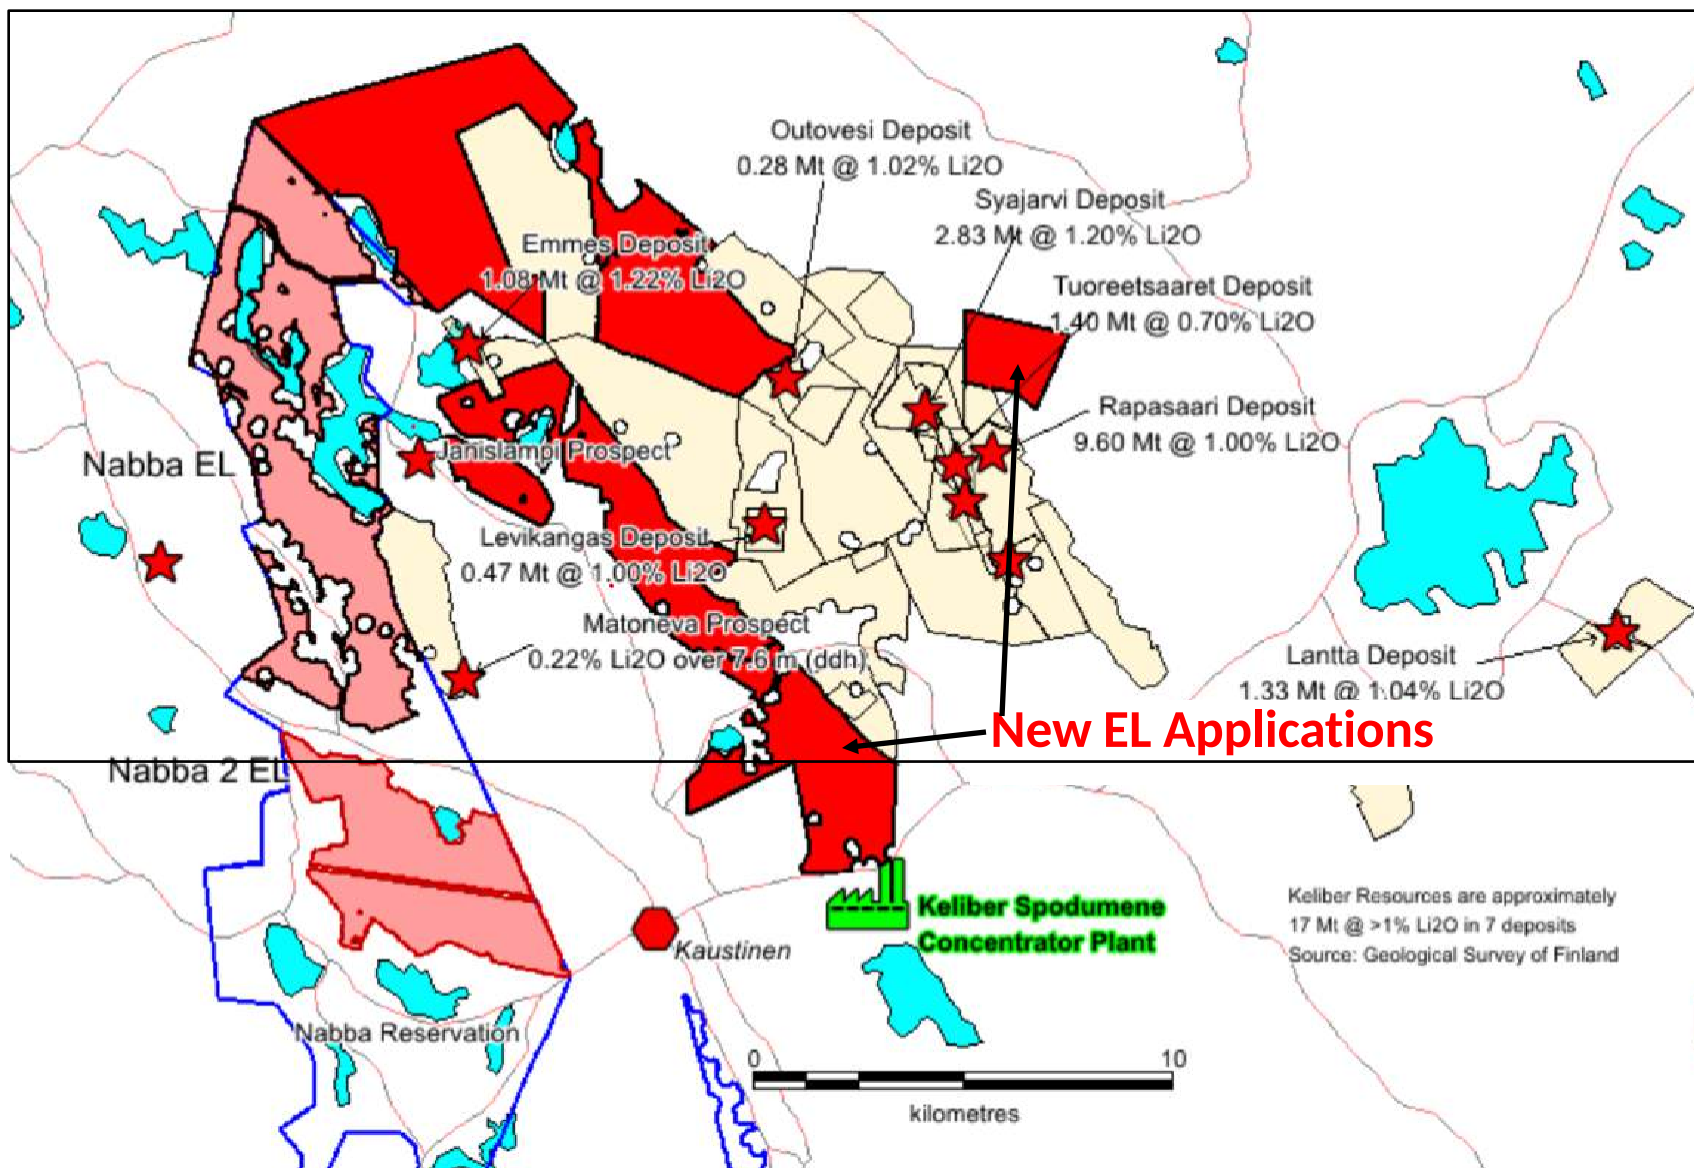 Outovesi Deposit
0.28 Mt @ 1.02% Li2O
Syajarvi Deposit
2.83 Mt @ 1.20% Li2O
Emmes Deposit
1.08 Mt @ 1.22% Li2O
Tuoreetsaaret Deposit
1.40 Mt @ 0.70% Li2O
Rapasaari Deposit
9.60 Mt @ 1.00% Li2O
Nabba EL
Janislampi Prospect
Levikangas Deposit
0.47 Mt @ 1.00% Li2O
Matoneva Prospect
0.22% Li2O over 7.6 m (ddh)
Lantta Deposit
1.33 Mt @ 1.04% Li2O
New EL Applications
Nabba 2 EL
Keliber Spodumene
Concentrator Plant
Kaustinen
Keliber Resources are approximately
17 Mt @ >1% Li2O in 7 deposits
Source: Geological Survey of Finland
Nabba Reservation
0 10
kilometres